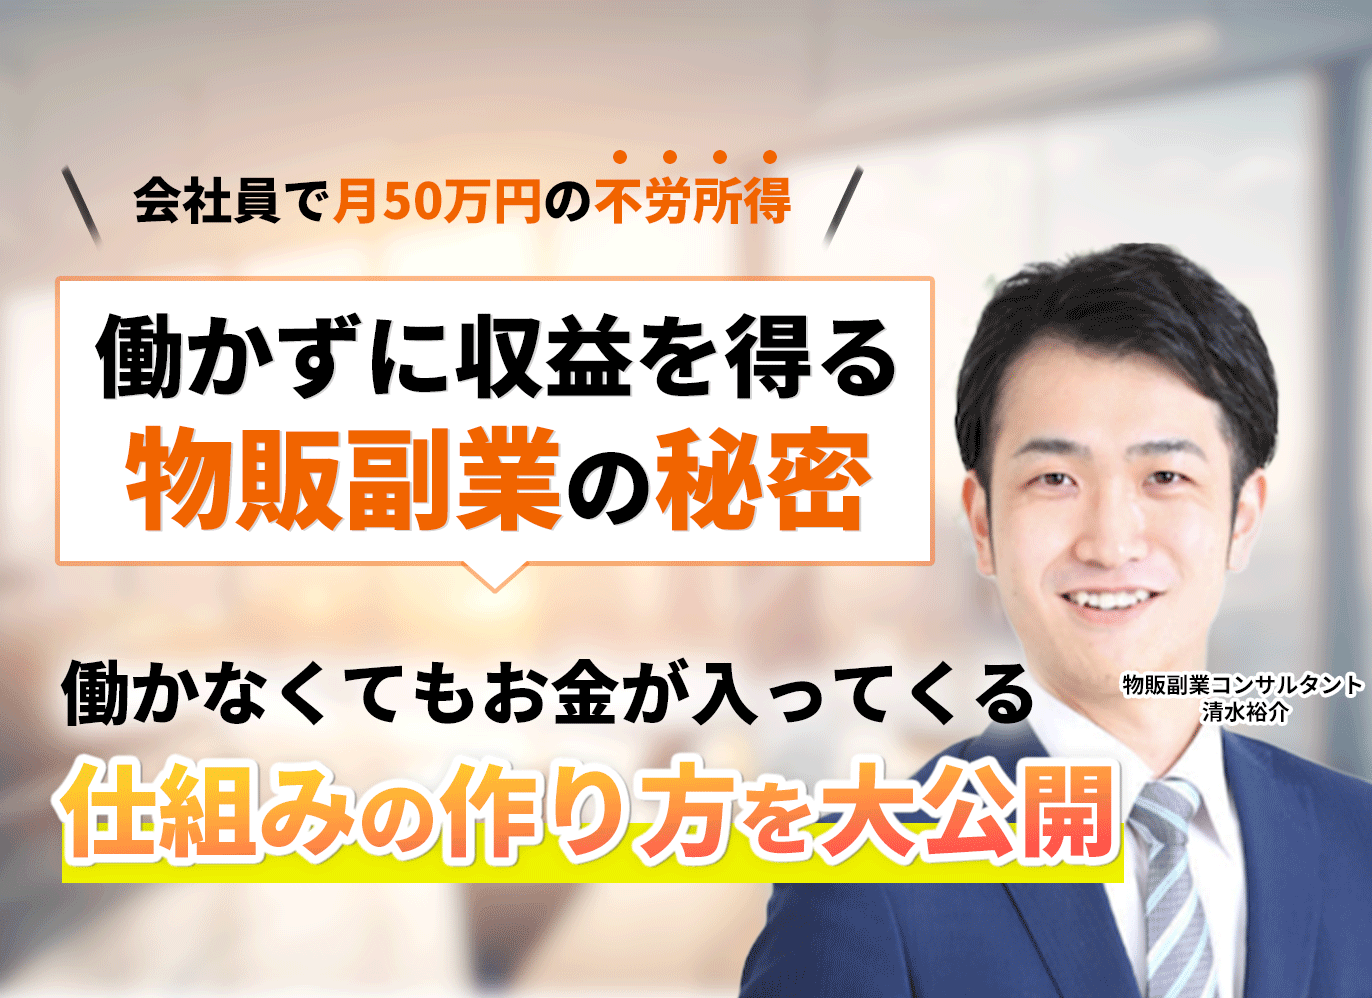 会社員で月50万円の不労所得
働かずに収益を得る
物販副業の秘密
働かなくてもお金が入ってくる
仕組みの作り方を大公開
物販副業コンサルタント
清水裕介